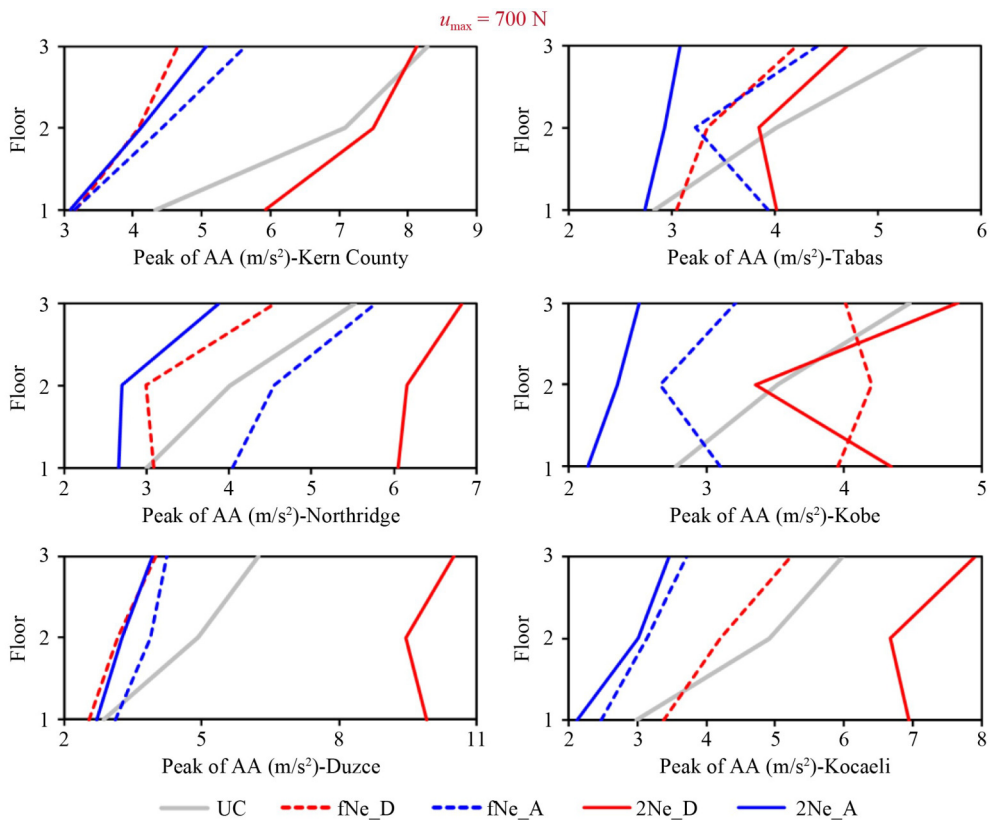 u_max = 700 N
3
2
1
Floor
3 4 5 6 7 8 9
Peak of AA (m/s²)-Kern County
3
2
1
Floor
2 3 4 5 6
Peak of AA (m/s²)-Tabas
3
2
1
Floor
2 3 4 5 6 7
Peak of AA (m/s²)-Northridge
3
2
1
Floor
2 3 4 5
Peak of AA (m/s²)-Kobe
3
2
1
Floor
2 5 8 11
Peak of AA (m/s²)-Duzce
3
2
1
Floor
2 3 4 5 6 7 8
Peak of AA (m/s²)-Kocaeli
UC fNe_D fNe_A 2Ne_D 2Ne_A